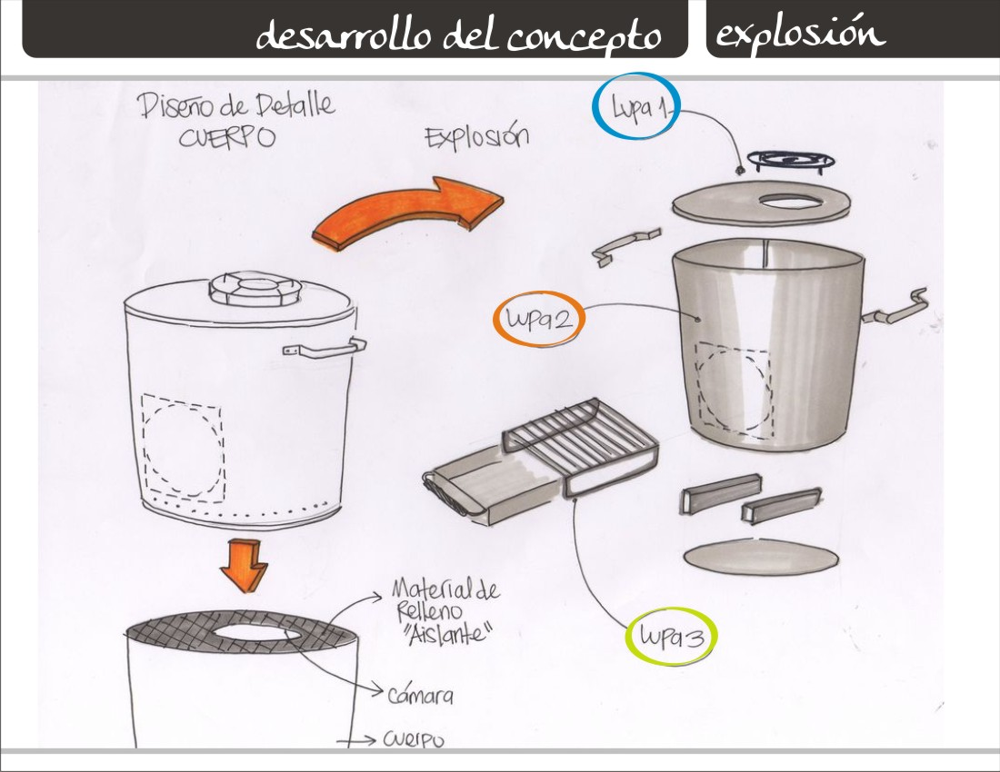 desarrollo del concepto
explosión
Diseño de Detalle
CUERPO
Explosión
Lupa 1
Lupa 2
Lupa 3
Material de
Relleno
"Aislante"
cámara
cuerpo